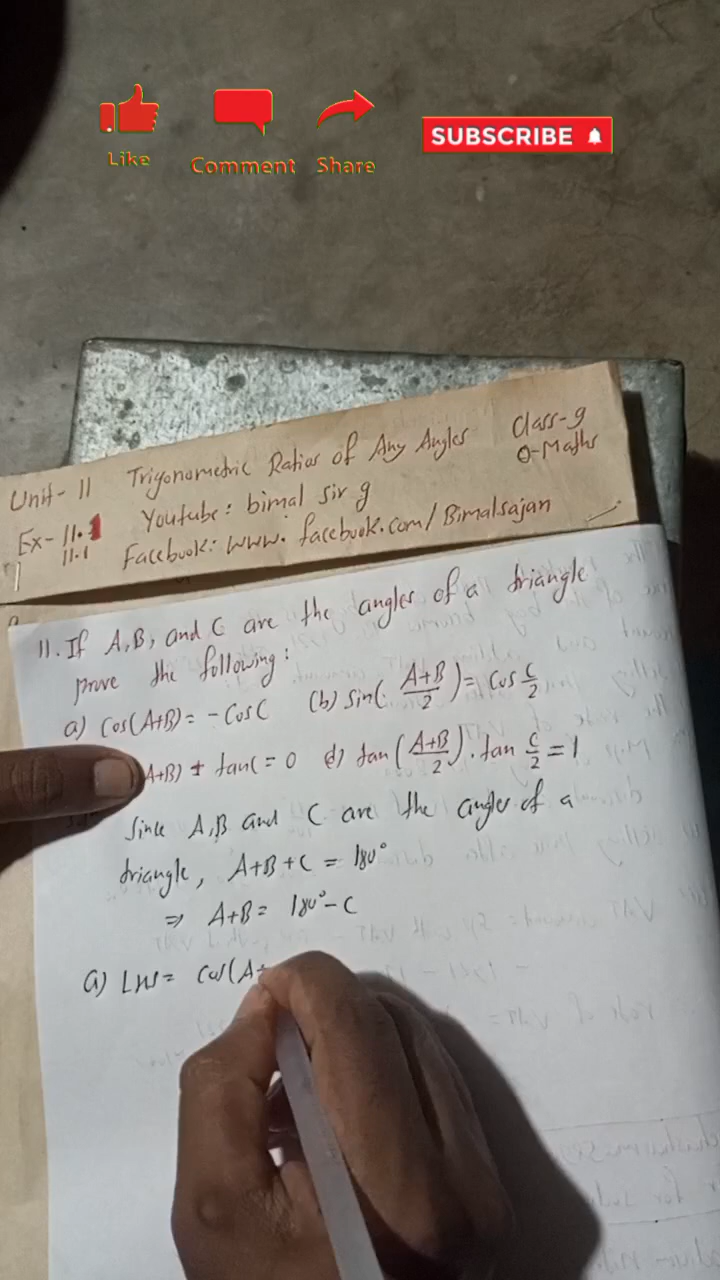 Like
Comment
Share
SUBSCRIBE
Unit- 11 Trigonometric Ratios of Any Angles Class-9
O-Maths
Ex- 11.1 Youtube: bimal sir g
11.1 Facebook: www. facebook.com/Bimalsajan
11. If A,B, and C are the angles of a triangle
prove the following:
a) Cos(A+B)= -CosC (b) sin(A+B/2)= Cos C/2
A+B) + tanC = 0 d) tan(A+B/2).tan C/2 = 1
Since A,B and C are the angles of a
triangle, A+B+C = 180°
⇒ A+B= 180°-C
a) LHS= Cos(A+